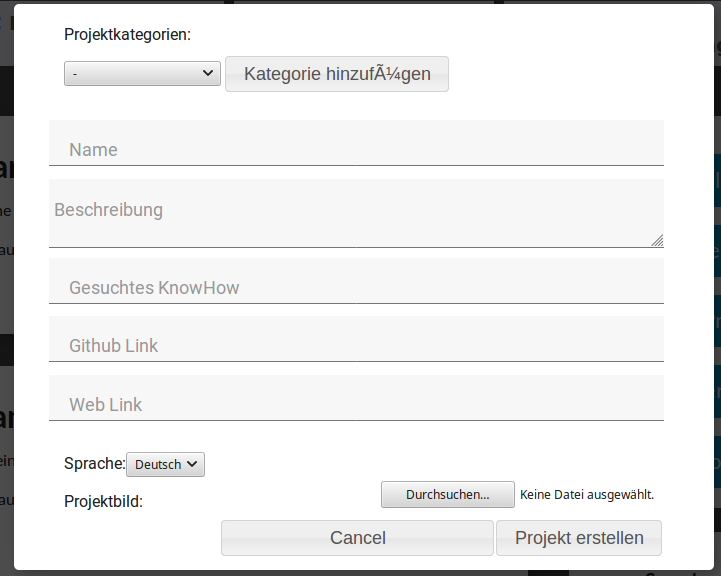 Projektkategorien:
- Kategorie hinzufÃ¼gen
Name
Beschreibung
Gesuchtes KnowHow
Github Link
Web Link
Sprache: Deutsch
Projektbild: Durchsuchen... Keine Datei ausgewählt.
Cancel Projekt erstellen